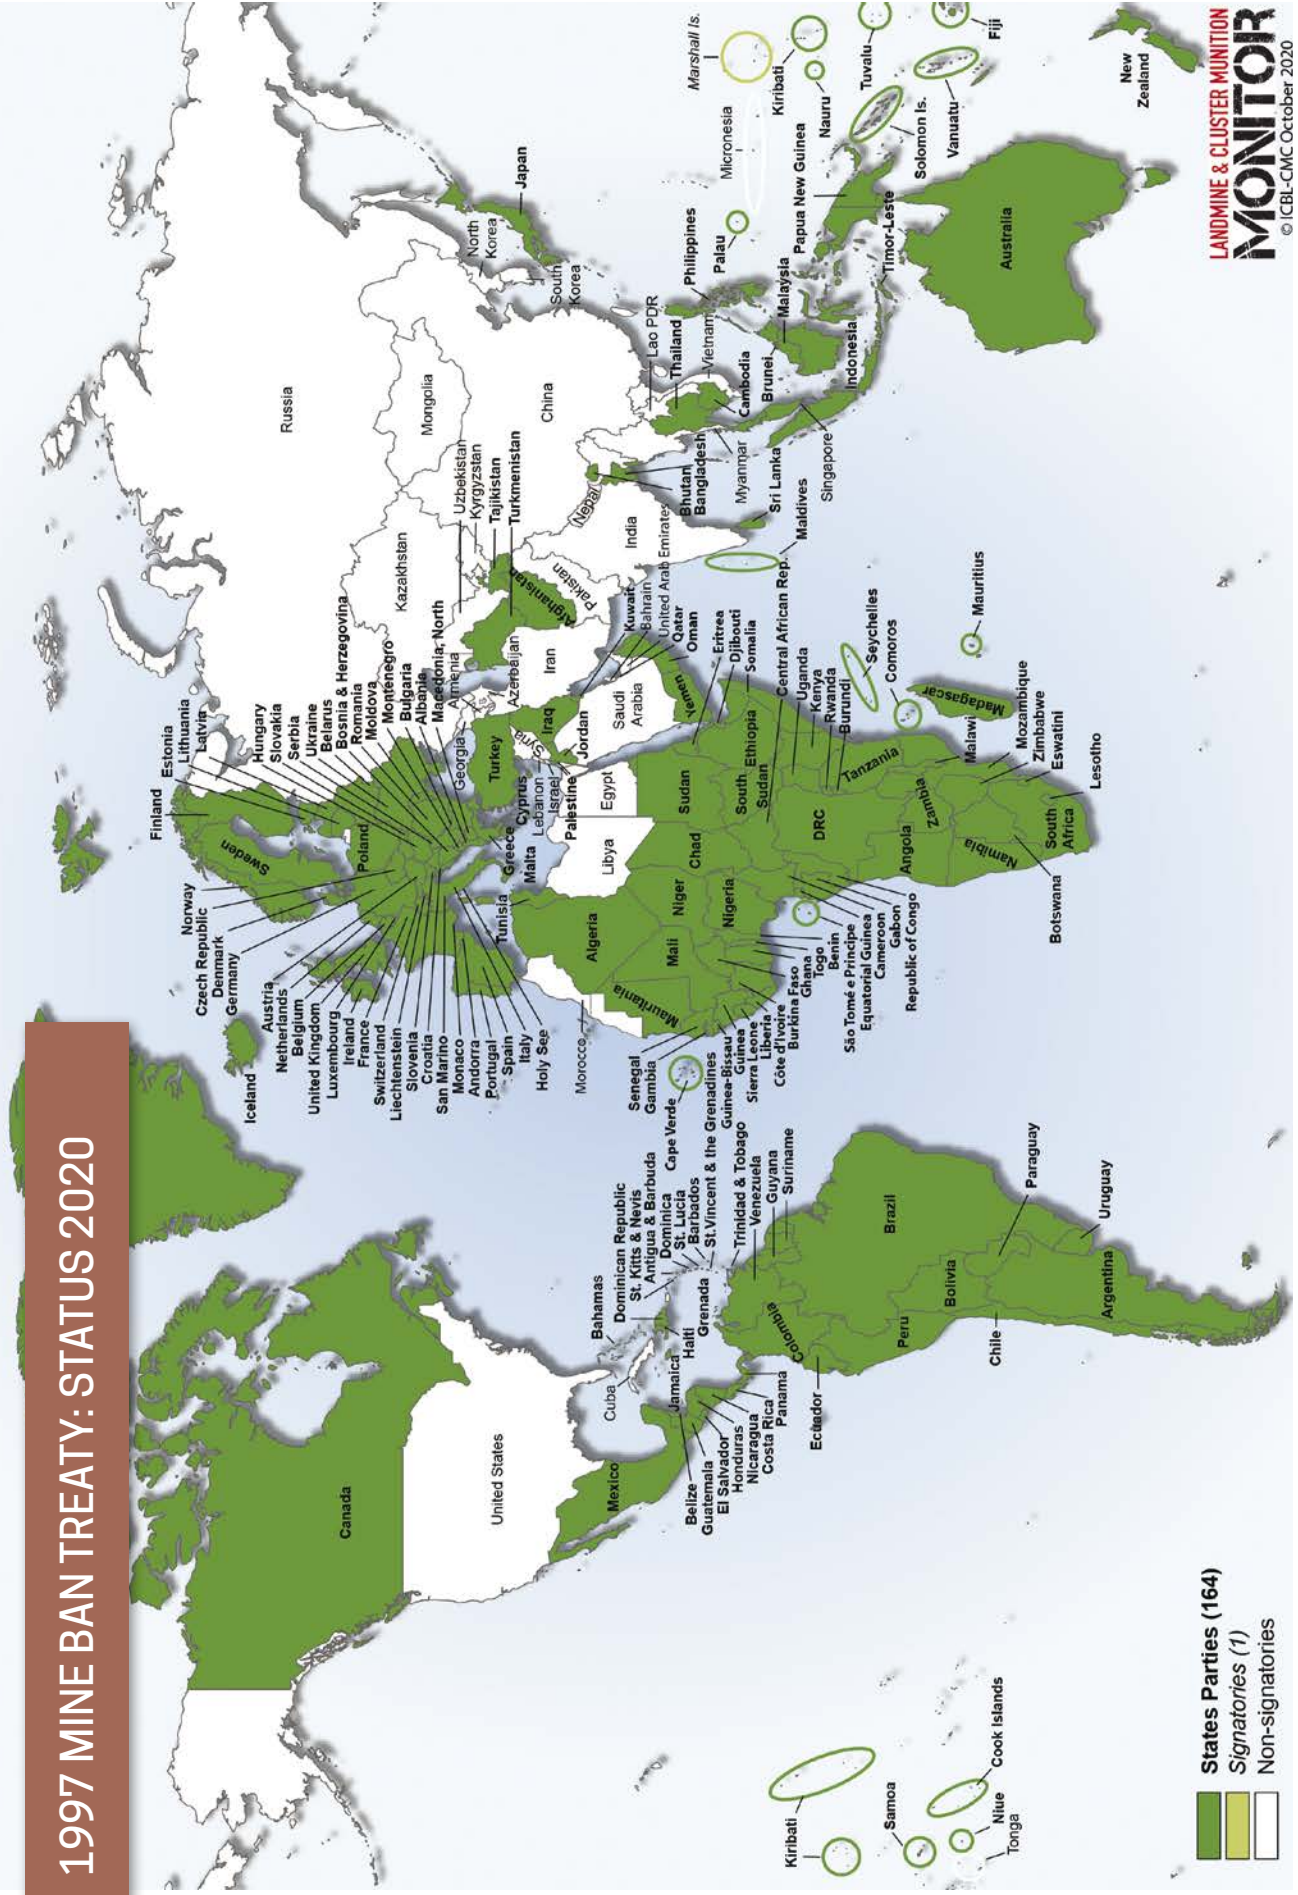 1997 MINE BAN TREATY: STATUS 2020
Canada
United States
Mexico
Cuba
Bahamas
Dominican Republic
St. Kitts & Nevis
Antigua & Barbuda
Dominica
St. Lucia
Barbados
St.Vincent & the Grenadines
Trinidad & Tobago
Venezuela
Guyana
Suriname
Jamaica
Haiti
Grenada
Belize
Guatemala
El Salvador
Honduras
Nicaragua
Costa Rica
Panama
Colombia
Ecuador
Peru
Brazil
Bolivia
Chile
Paraguay
Uruguay
Argentina
Kiribati
Samoa
Cook Islands
Niue
Tonga
Iceland
Norway
Czech Republic
Denmark
Germany
Austria
Netherlands
Belgium
United Kingdom
Luxembourg
Ireland
France
Switzerland
Liechtenstein
Slovenia
Croatia
San Marino
Monaco
Andorra
Portugal
Spain
Italy
Holy See
Finland
Sweden
Poland
Estonia
Lithuania
Latvia
Hungary
Slovakia
Serbia
Ukraine
Belarus
Bosnia & Herzegovina
Romania
Moldova
Montenegro
Bulgaria
Albania
Macedonia, North
Armenia
Georgia
Azerbaijan
Turkey
Greece
Malta
Cyprus
Lebanon
Israel
Palestine
Syria
Iraq
Jordan
Iran
Saudi
Arabia
Yemen
Kuwait
Bahrain
United Arab Emirates
Qatar
Oman
Morocco
Tunisia
Algeria
Libya
Egypt
Mauritania
Mali
Niger
Chad
Sudan
Nigeria
South
Sudan
Ethiopia
Eritrea
Djibouti
Somalia
Central African Rep.
Uganda
Kenya
Rwanda
Burundi
Senegal
Gambia
Cape Verde
Guinea-Bissau
Guinea
Sierra Leone
Liberia
Côte d'Ivoire
Burkina Faso
Ghana
Togo
Benin
São Tomé e Principe
Equatorial Guinea
Cameroon
Gabon
Republic of Congo
DRC
Tanzania
Angola
Zambia
Malawi
Mozambique
Zimbabwe
Eswatini
Lesotho
Namibia
Botswana
South
Africa
Madagascar
Comoros
Seychelles
Mauritius
Russia
Kazakhstan
Mongolia
China
Uzbekistan
Kyrgyzstan
Tajikistan
Turkmenistan
Afghanistan
Pakistan
Nepal
India
Bhutan
Bangladesh
Myanmar
Sri Lanka
Maldives
Singapore
Lao PDR
Thailand
Vietnam
Cambodia
Brunei
Malaysia
Indonesia
Philippines
Palau
North
Korea
South
Korea
Japan
Micronesia
Marshall Is.
Kiribati
Nauru
Tuvalu
Fiji
Papua New Guinea
Solomon Is.
Vanuatu
Timor-Leste
Australia
New
Zealand
States Parties (164)
Signatories (1)
Non-signatories
LANDMINE & CLUSTER MUNITION
MONITOR
© ICBL-CMC October 2020